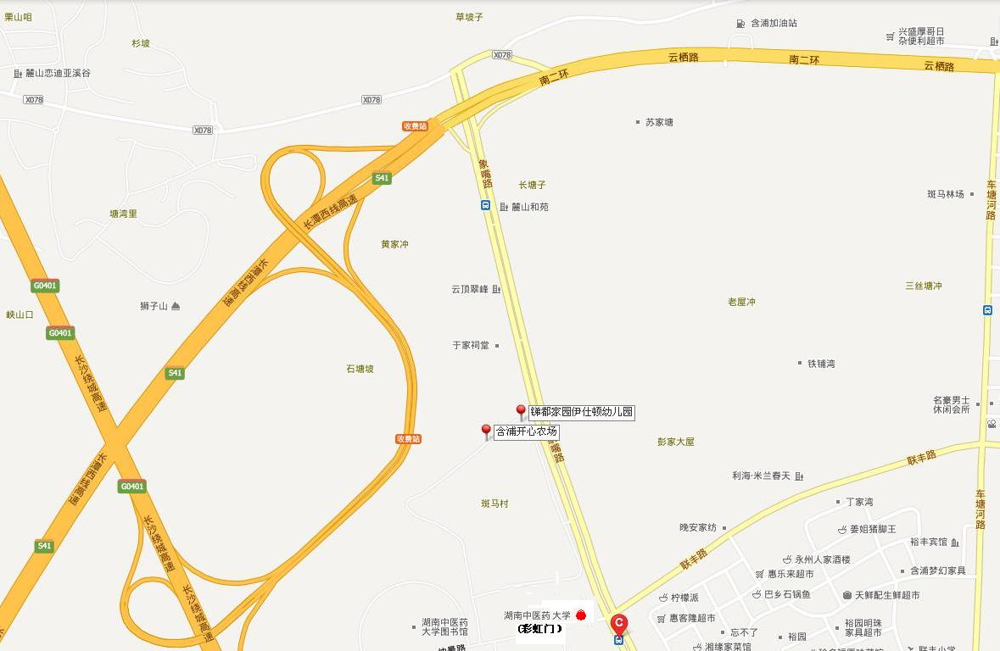 栗山咀
草坡子
含浦加油站
兴盛厚哥日
杂便利超市
杉坡
X078
云栖路
南二环
云栖路
麓山恋迪亚溪谷
南二环
X078
X078
X078
收费站
苏家塘
象嘴路
S41
长塘子
车塘河路
斑马林场
长潭西线高速
麓山和苑
塘湾里
黄家冲
长潭西线高速
G0401
云顶翠峰
三丝塘冲
狮子山
老屋冲
峡山口
G0401
于家祠堂
长沙绕城高速
石塘坡
铁铺湾
S41
名豪男士
休闲会所
锑都家园伊仕顿幼儿园
含浦开心农场
收费站
彭家大屋
象嘴路
联丰路
长潭西线高速
利海·米兰春天
G0401
斑马村
丁家湾
车塘河路
长沙绕城高速
晚安家纺
姜姐猪脚王
S41
裕丰宾馆
联丰路
永州人家酒楼
惠乐来超市
含浦梦幻家具
柠檬派
巴乡石锅鱼
天鲜配生鲜超市
长沙绕城高速
湖南中医药 大学
(彩虹门)
惠客隆超市
湖南中医药
大学图书馆
C
忘不了
裕园
裕园明珠
家具超市
湘缘家菜馆
联丰小学